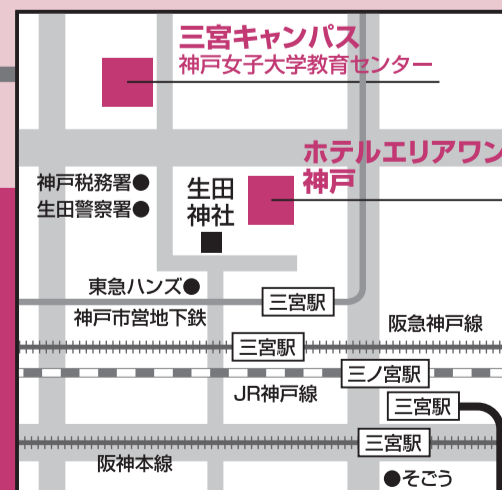 三宮キャンパス
神戸女子大学教育センター
ホテルエリアワン
神戸
神戸税務署●
生田警察署●
生田
神社
東急ハンズ●
三宮駅
神戸市営地下鉄
阪急神戸線
三宮駅
三ノ宮駅
JR神戸線
三宮駅
三宮駅
阪神本線
●そごう